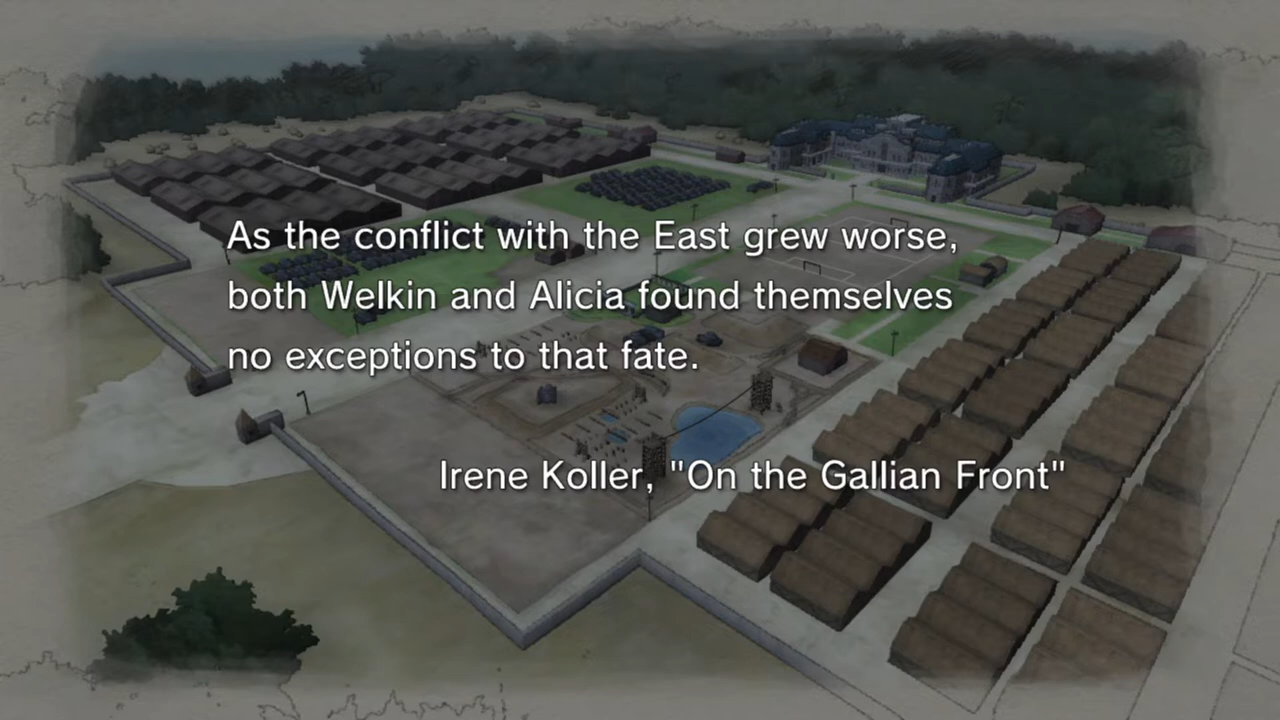 As the conflict with the East grew worse,
both Welkin and Alicia found themselves
no exceptions to that fate.
Irene Koller, "On the Gallian Front"